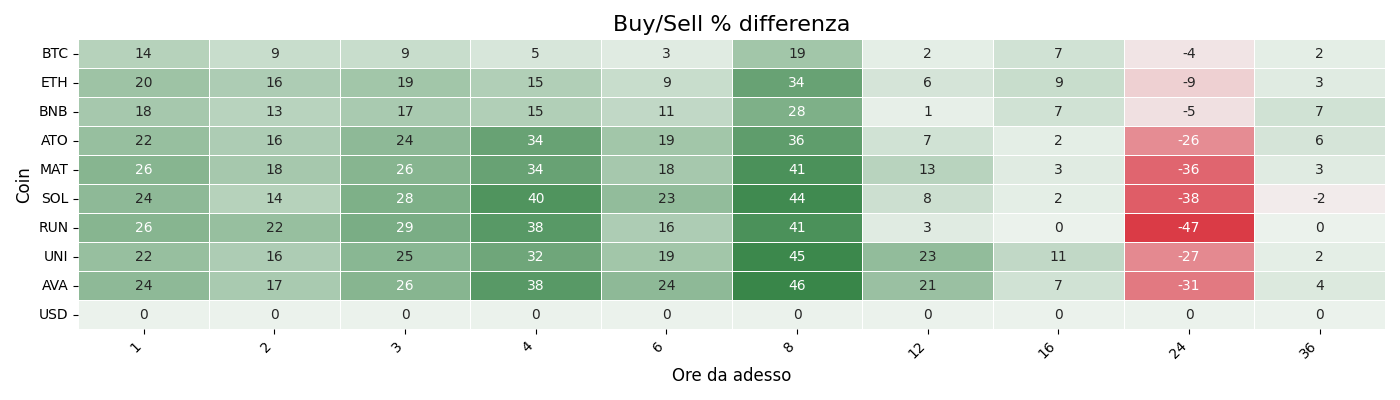 Buy/Sell % differenza
Coin
BTC 14 9 9 5 3 19 2 7 -4 2
ETH 20 16 19 15 9 34 6 9 -9 3
BNB 18 13 17 15 11 28 1 7 -5 7
ATO 22 16 24 34 19 36 7 2 -26 6
MAT 26 18 26 34 18 41 13 3 -36 3
SOL 24 14 28 40 23 44 8 2 -38 -2
RUN 26 22 29 38 16 41 3 0 -47 0
UNI 22 16 25 32 19 45 23 11 -27 2
AVA 24 17 26 38 24 46 21 7 -31 4
USD 0 0 0 0 0 0 0 0 0 0
1 2 3 4 6 8 12 16 24 36
Ore da adesso